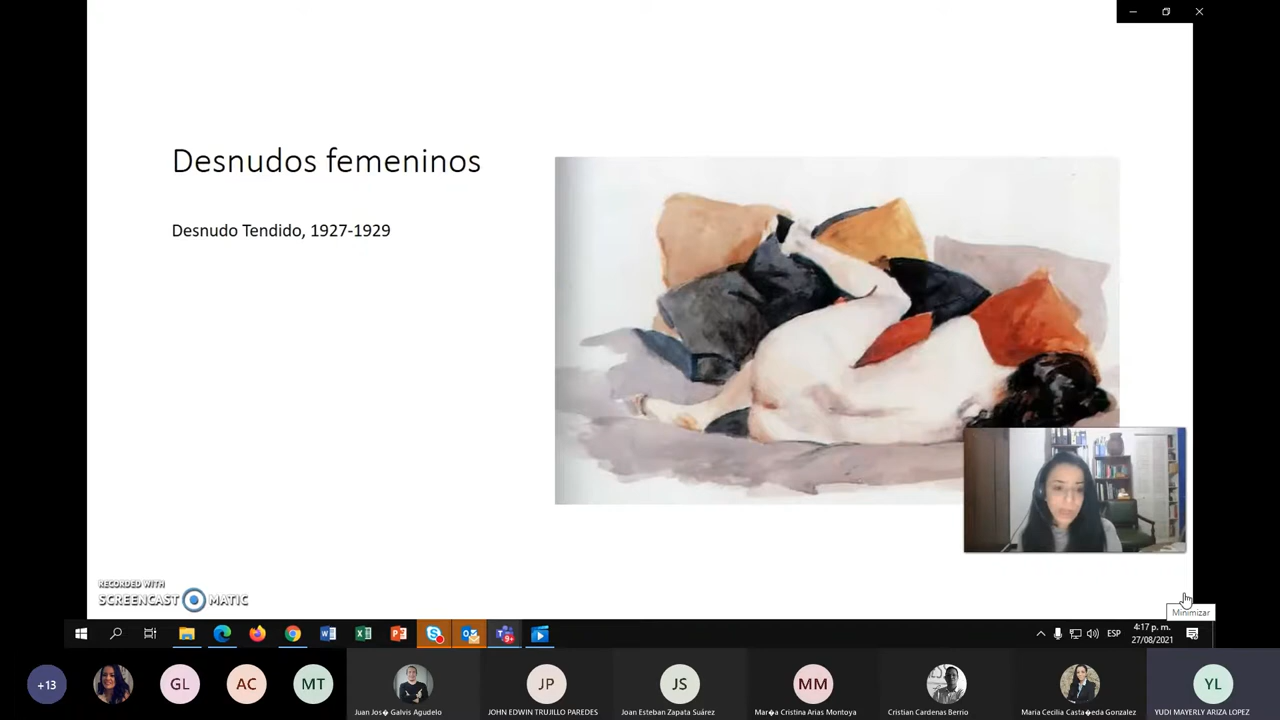 Desnudos femeninos
Desnudo Tendido, 1927-1929
RECORDED WITH
SCREENCAST MATIC
Minimizar
ESP
4:17 p. m.
27/08/2021
9+
+13
GL
AC
MT
JP
JS
MM
YL
Juan Jos� Galvis Agudelo
JOHN EDWIN TRUJILLO PAREDES
Joan Esteban Zapata Suárez
Mar�a Cristina Arias Montoya
Cristian Cardenas Berrio
Maria Cecilia Casta�eda Gonzalez
YUDI MAYERLY ARIZA LOPEZ